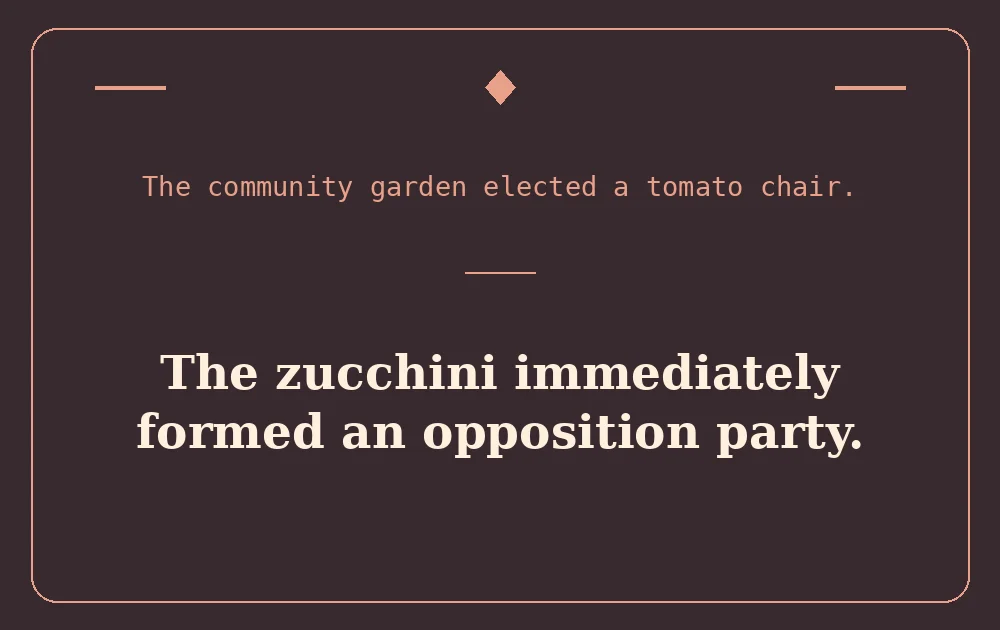 The community garden elected a tomato chair.
The zucchini immediately
formed an opposition party.